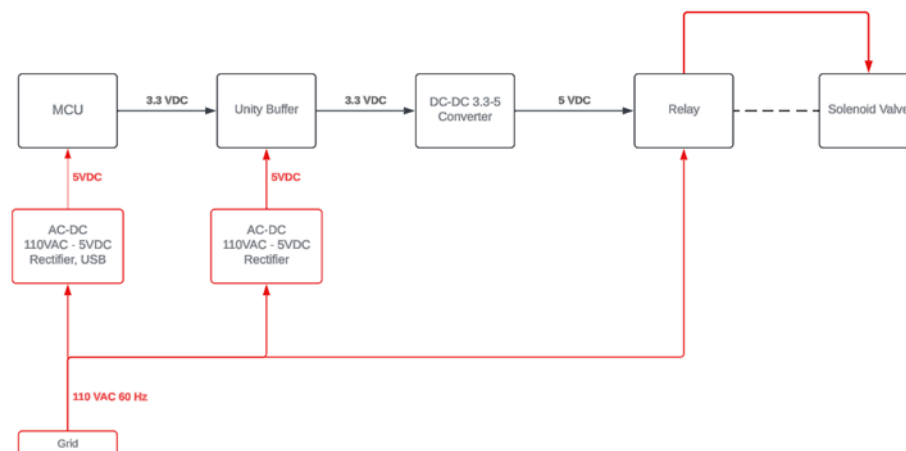 MCU
3.3 VDC
Unity Buffer
3.3 VDC
DC-DC 3.3-5
Converter
5 VDC
Relay
Solenoid Valve
5VDC
5VDC
AC-DC
110VAC - 5VDC
Rectifier, USB
AC-DC
110VAC - 5VDC
Rectifier
110 VAC 60 Hz
Grid